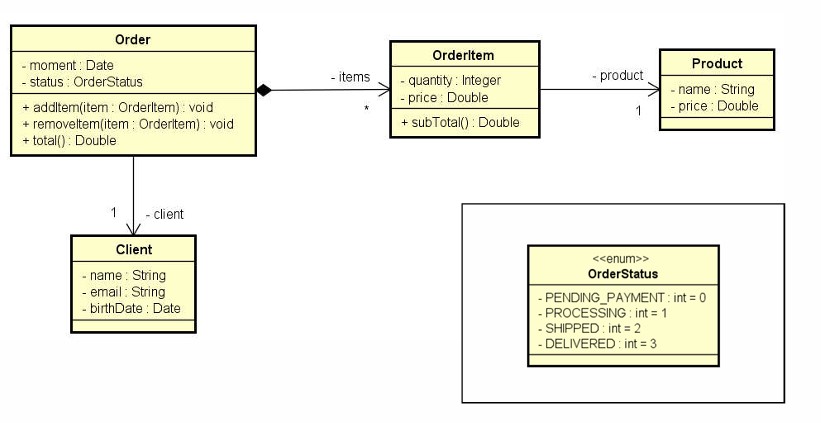 Order
- moment : Date
- status : OrderStatus
+ addItem(item : OrderItem) : void
+ removeItem(item : OrderItem) : void
+ total() : Double
- items
*
OrderItem
- quantity : Integer
- price : Double
+ subTotal() : Double
- product
1
Product
- name : String
- price : Double
1
- client
Client
- name : String
- email : String
- birthDate : Date
<<enum>>
OrderStatus
- PENDING_PAYMENT : int = 0
- PROCESSING : int = 1
- SHIPPED : int = 2
- DELIVERED : int = 3